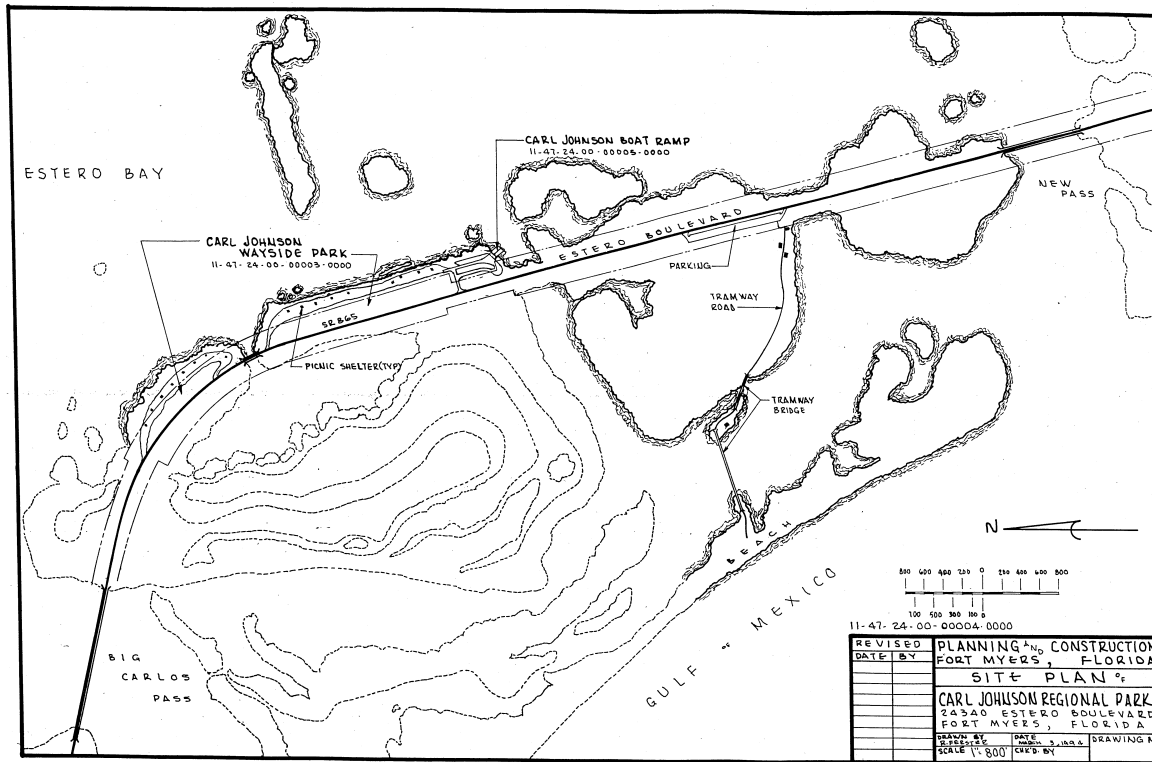 CARL JOHNSON BOAT RAMP
11-47-24-00-00005-0000
ESTERO BAY
NEW
PASS
CARL JOHNSON
WAYSIDE PARK
11-47-24-00-00003-0000
ESTERO BOULEVARD
PARKING
TRAMWAY
ROAD
SR 865
PICNIC SHELTER (TYP)
TRAMWAY
BRIDGE
BEACH
N
GULF OF MEXICO
800 600 400 200 0 200 400 600 800
700 500 300 100 0
11-47-24-00-00004-0000
BIG
CARLOS
PASS
REVISED
DATE BY
PLANNING AND CONSTRUCTION
FORT MYERS, FLORIDA
SITE PLAN OF
CARL JOHNSON REGIONAL PARK
24340 ESTERO BOULEVARD
FORT MYERS, FLORIDA
DRAWN BY
DATE
MARCH 3, 1994
DRAWING N
SCALE 1":800'
CHK'D. BY